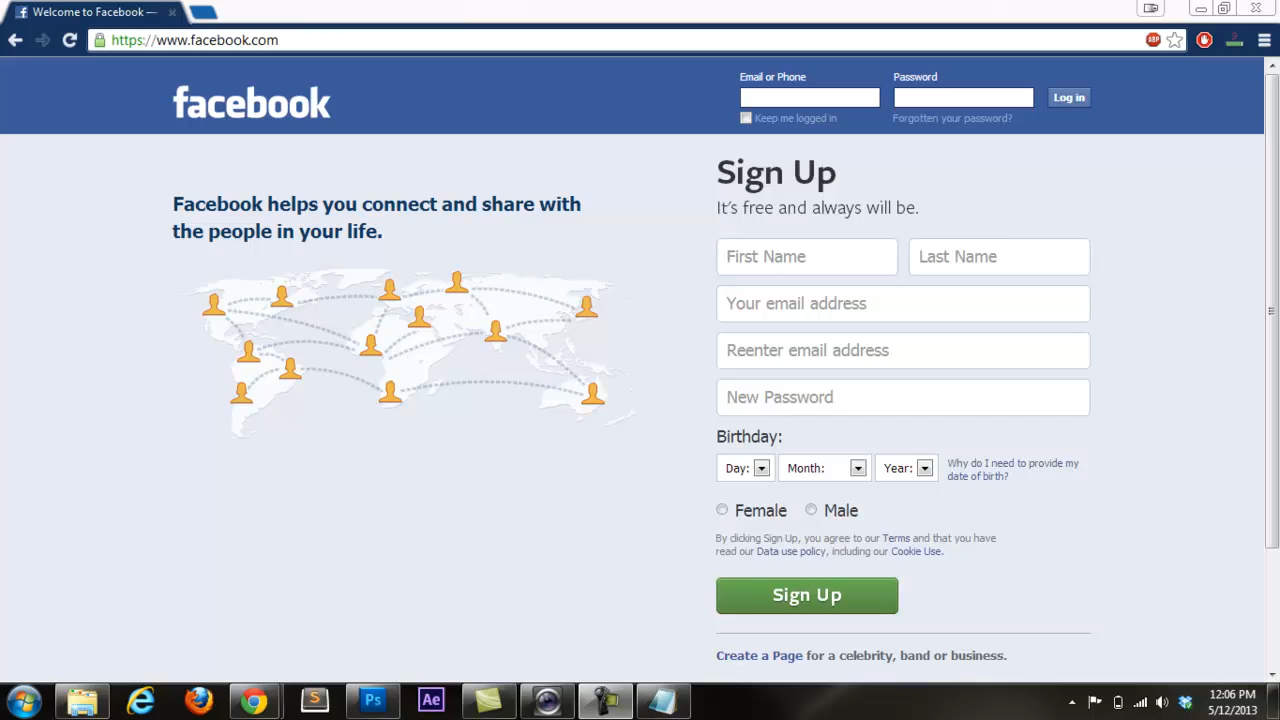 Welcome to Facebook —
https://www.facebook.com
ABP
facebook
Email or Phone
Password
Log in
Keep me logged in
Forgotten your password?
Facebook helps you connect and share with
the people in your life.
Sign Up
It's free and always will be.
First Name
Last Name
Your email address
Reenter email address
New Password
Birthday:
Day:
Month:
Year:
Why do I need to provide my
date of birth?
Female
Male
By clicking Sign Up, you agree to our Terms and that you have
read our Data use policy, including our Cookie Use.
Sign Up
Create a Page for a celebrity, band or business.
S
Ps
Ae
12:06 PM
5/12/2013